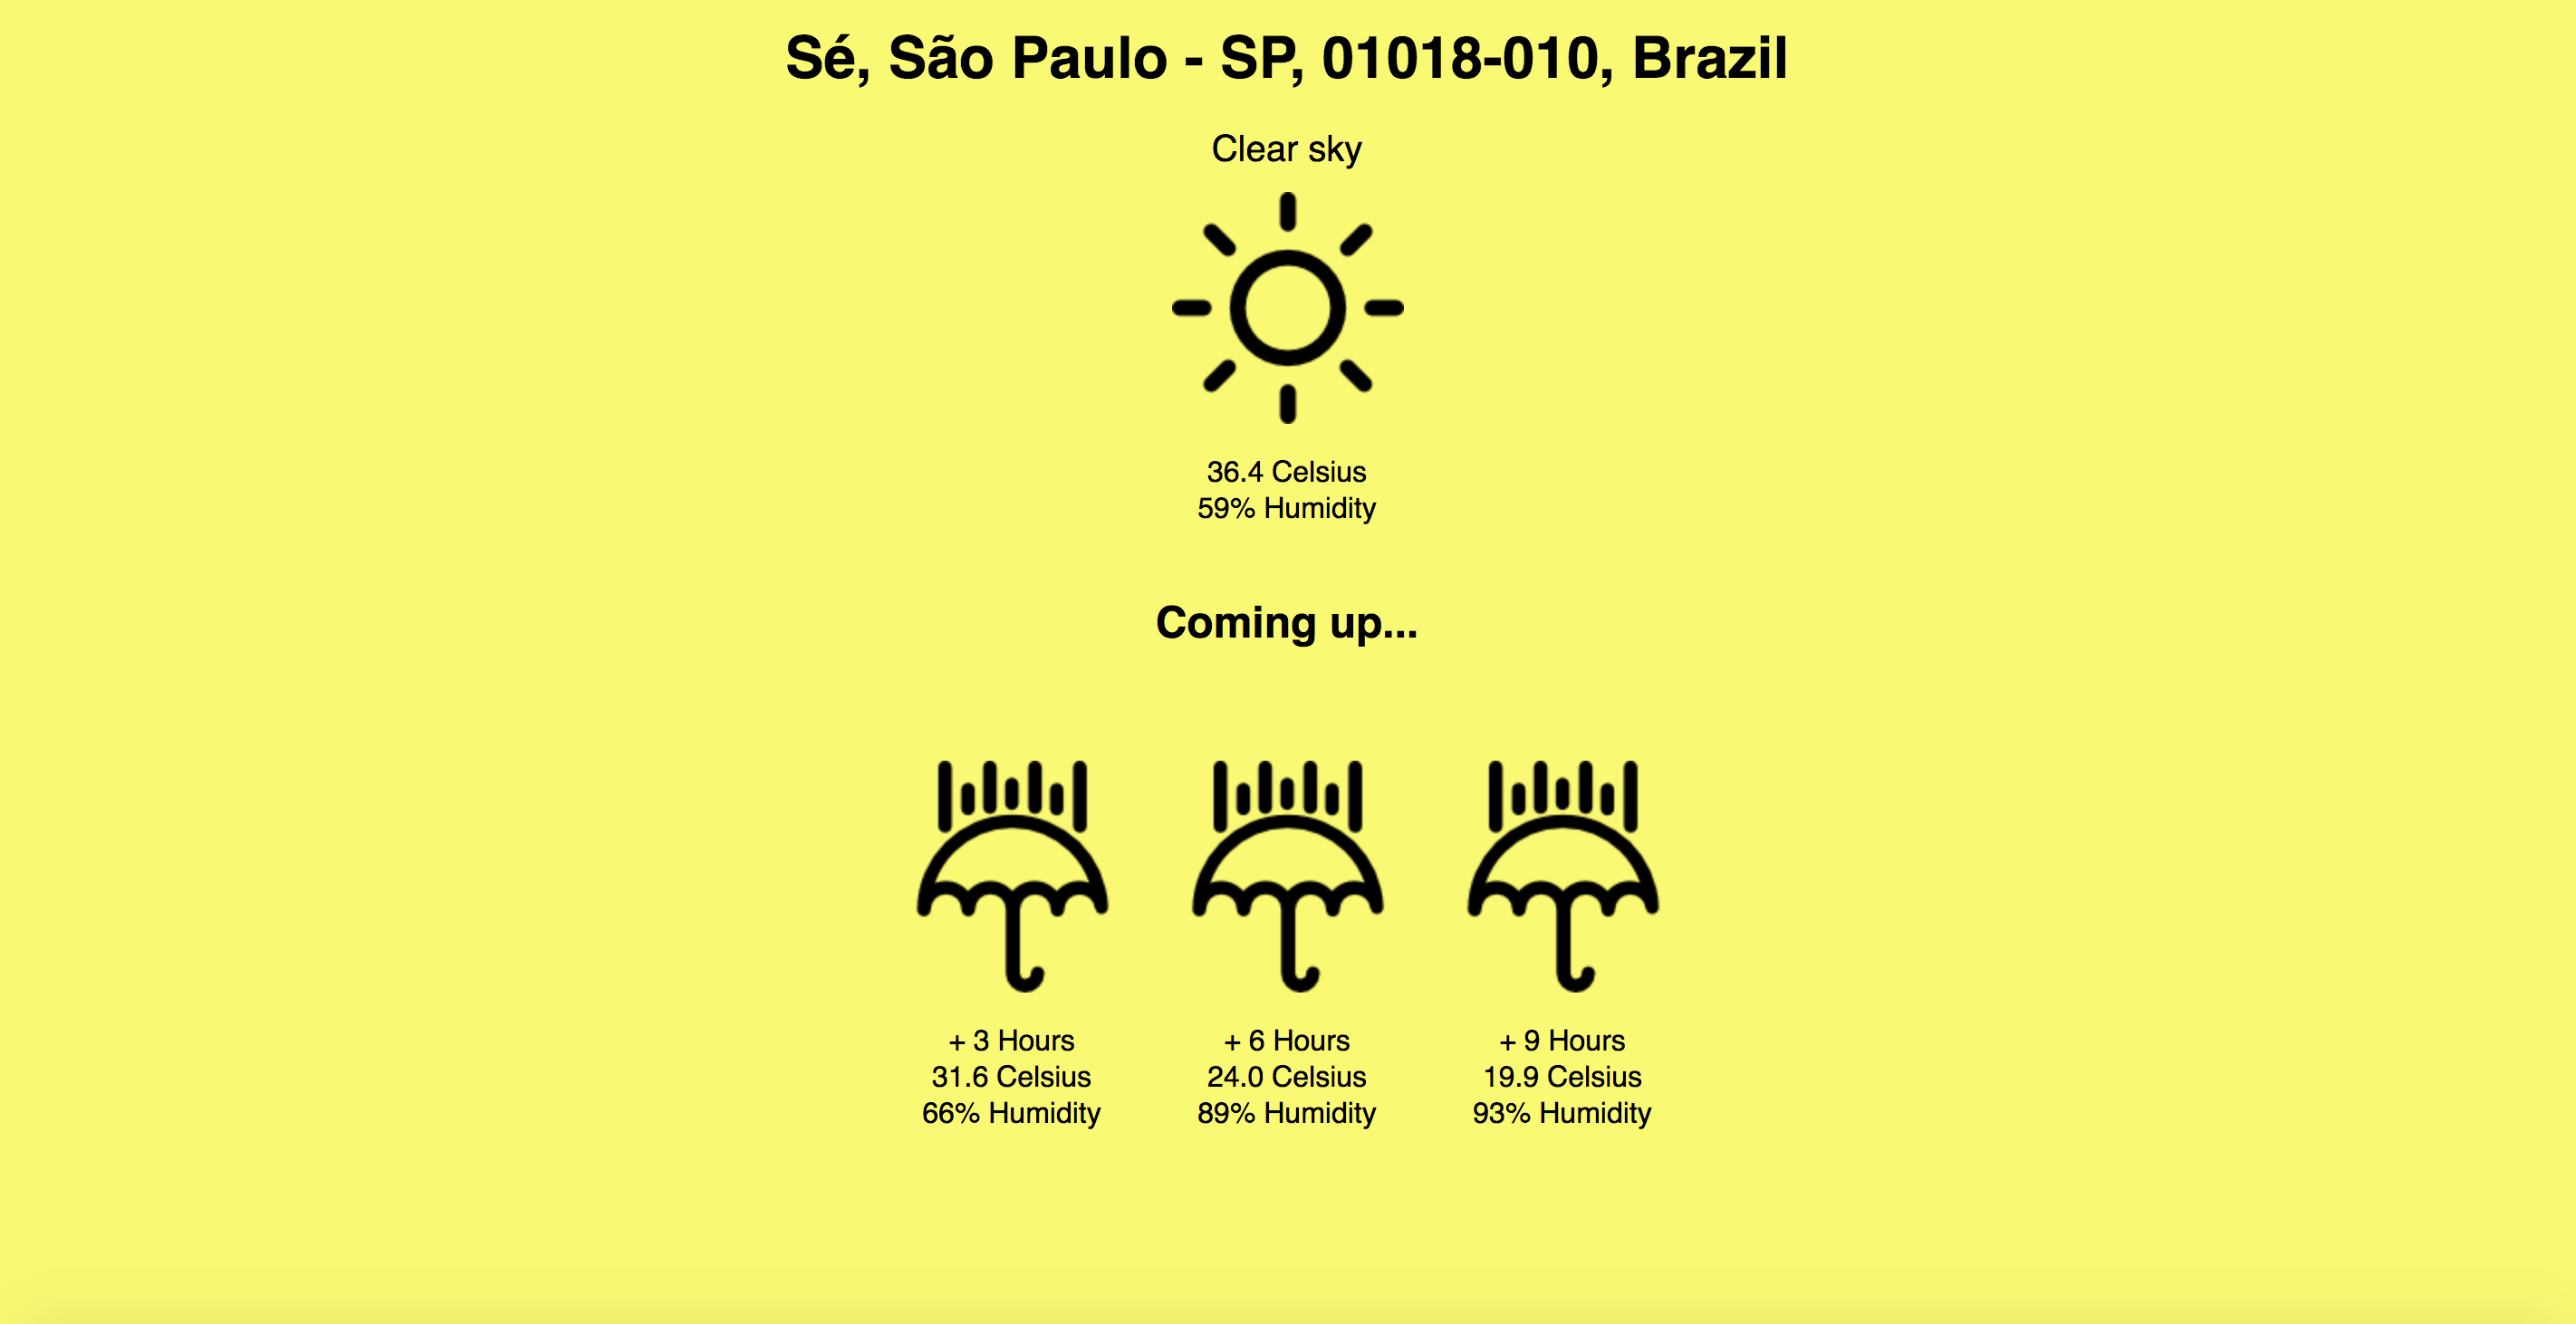 Sé, São Paulo - SP, 01018-010, Brazil
Clear sky
36.4 Celsius
59% Humidity
Coming up...
+ 3 Hours
31.6 Celsius
66% Humidity
+ 6 Hours
24.0 Celsius
89% Humidity
+ 9 Hours
19.9 Celsius
93% Humidity